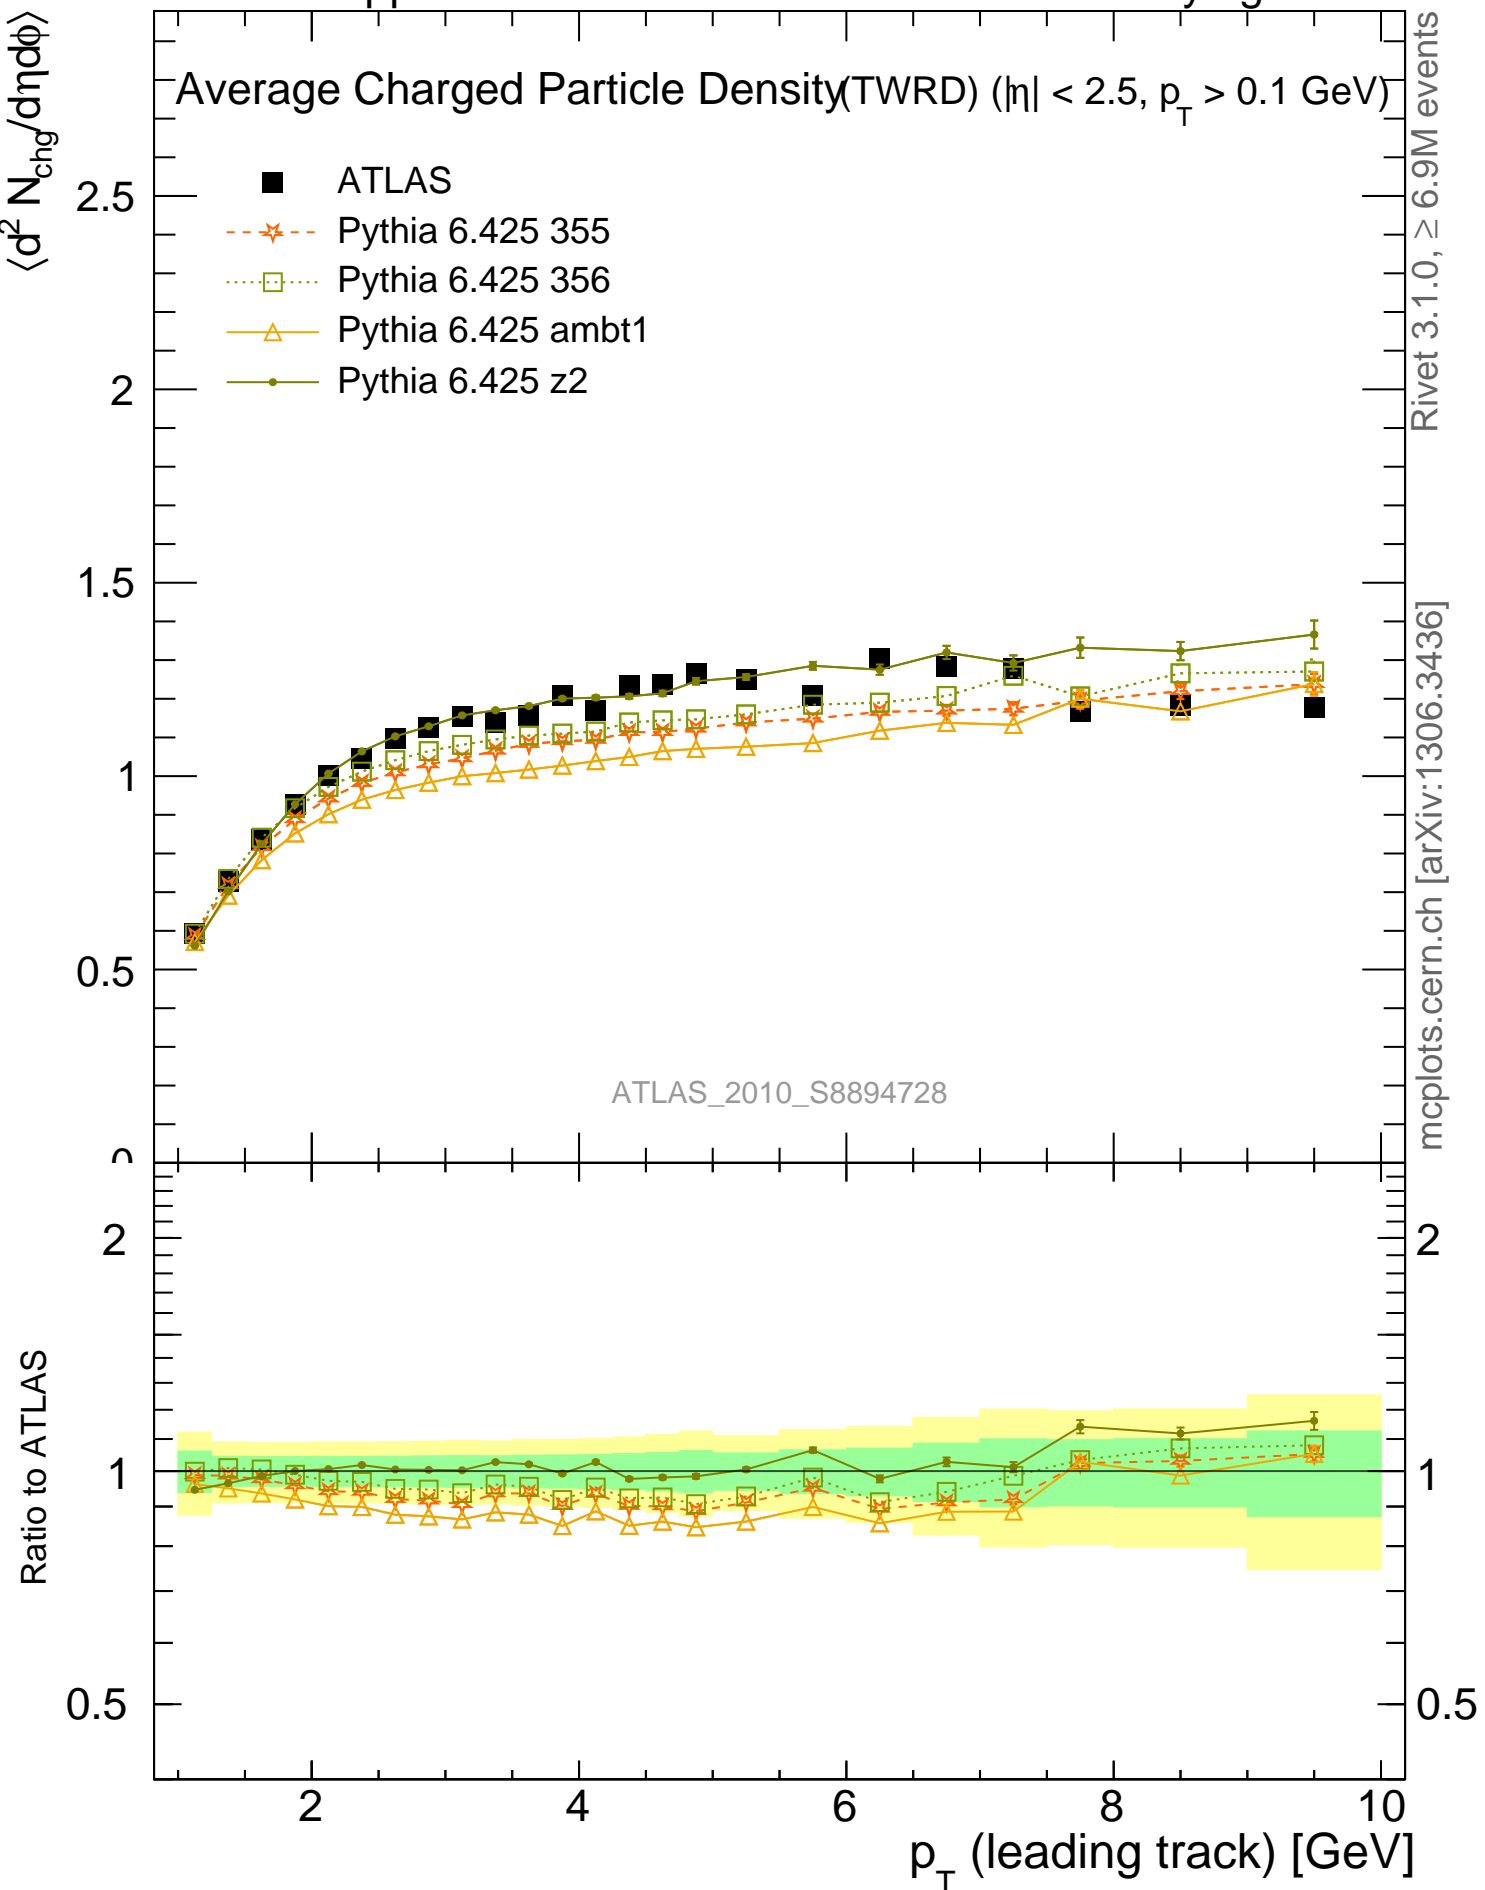 Average Charged Particle Density (TWRD) (|η| < 2.5, p_T > 0.1 GeV)
⟨d² N_chg/dηdϕ⟩
ATLAS
Pythia 6.425 355
Pythia 6.425 356
Pythia 6.425 ambt1
Pythia 6.425 z2
2.5
2
1.5
1
0.5
0
ATLAS_2010_S8894728
Rivet 3.1.0, ≥ 6.9M events
mcplots.cern.ch [arXiv:1306.3436]
Ratio to ATLAS
2
1
0.5
2
1
0.5
2
4
6
8
10
p_T (leading track) [GeV]